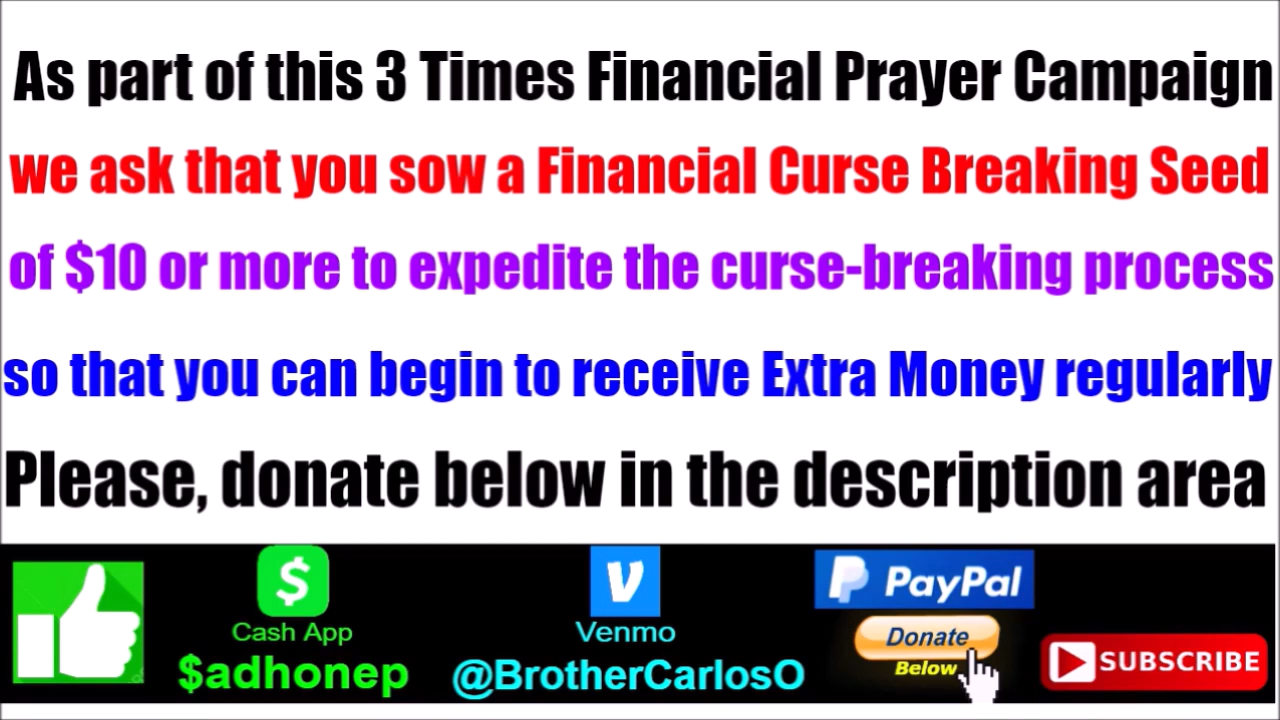 As part of this 3 Times Financial Prayer Campaign
we ask that you sow a Financial Curse Breaking Seed
of $10 or more to expedite the curse-breaking process
so that you can begin to receive Extra Money regularly
Please, donate below in the description area
$
Cash App
$adhonep
V
Venmo
@BrotherCarlosO
P PayPal
Donate
Below
SUBSCRIBE